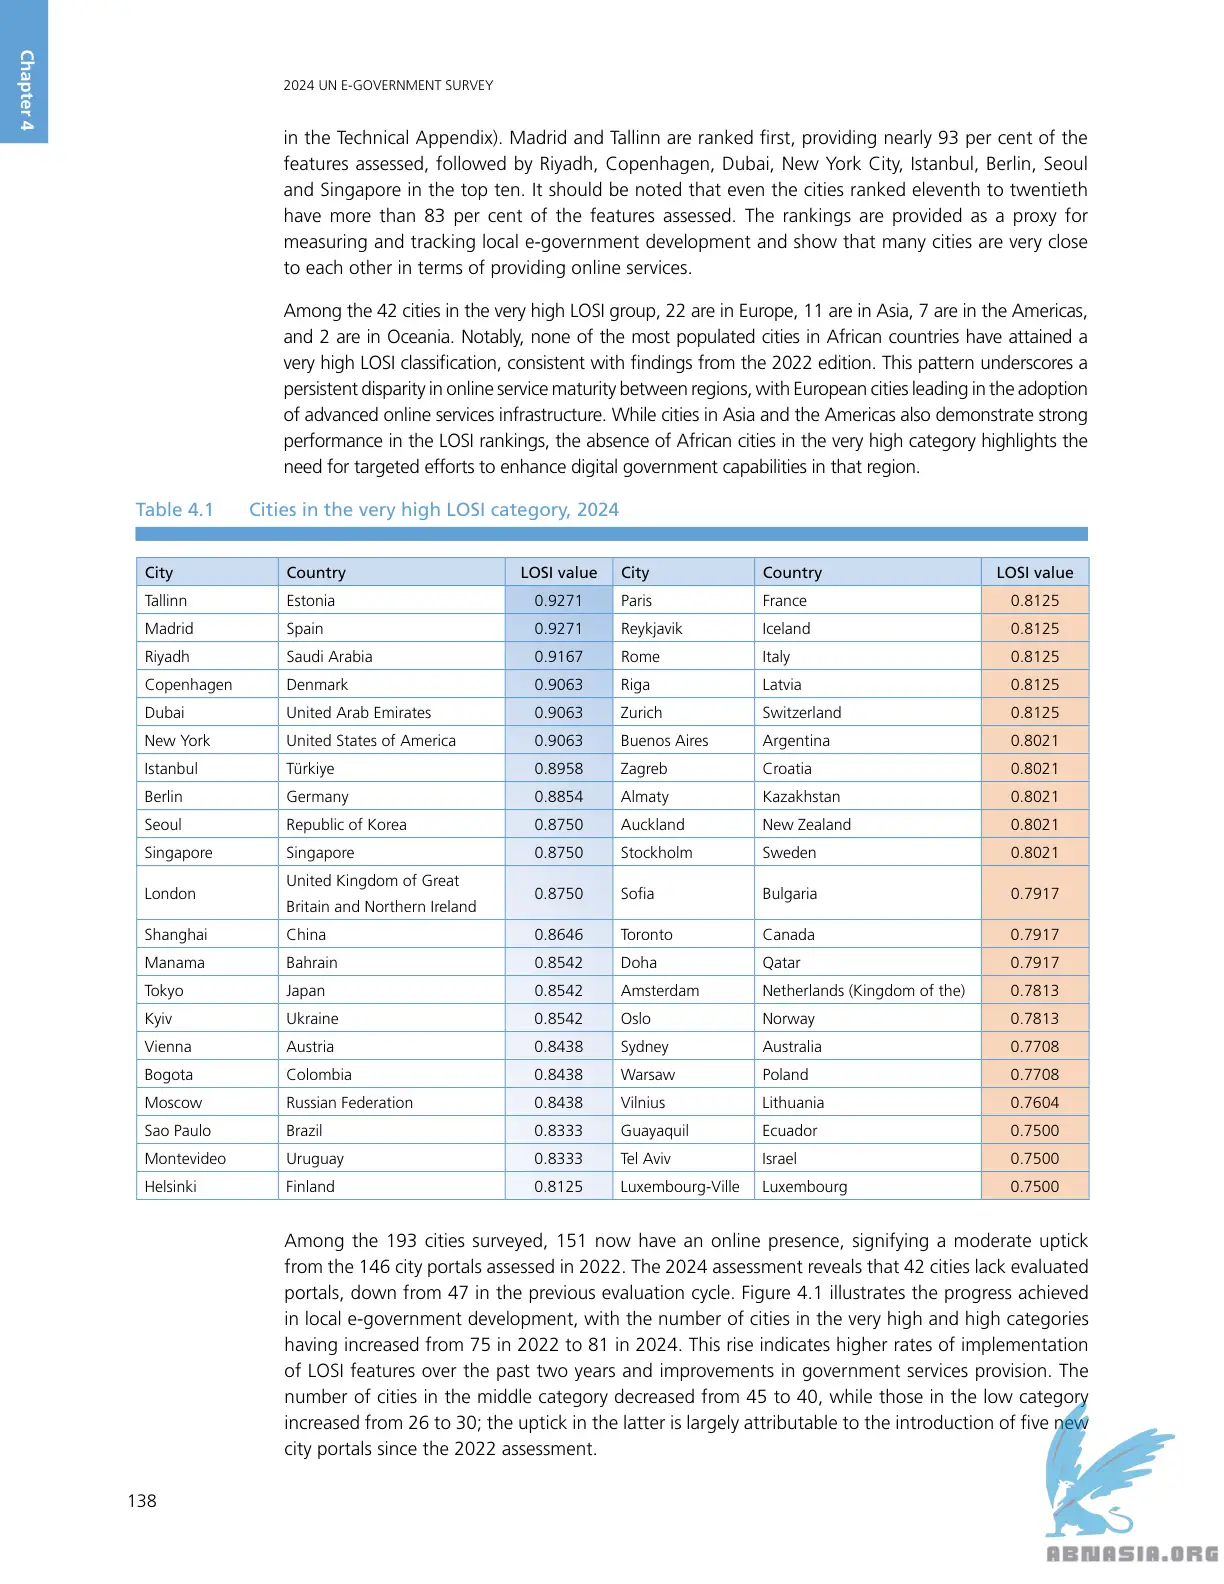 Chapter 4
2024 UN E-GOVERNMENT SURVEY
in the Technical Appendix). Madrid and Tallinn are ranked first, providing nearly 93 per cent of the
features assessed, followed by Riyadh, Copenhagen, Dubai, New York City, Istanbul, Berlin, Seoul
and Singapore in the top ten. It should be noted that even the cities ranked eleventh to twentieth
have more than 83 per cent of the features assessed. The rankings are provided as a proxy for
measuring and tracking local e-government development and show that many cities are very close
to each other in terms of providing online services.
Among the 42 cities in the very high LOSI group, 22 are in Europe, 11 are in Asia, 7 are in the Americas,
and 2 are in Oceania. Notably, none of the most populated cities in African countries have attained a
very high LOSI classification, consistent with findings from the 2022 edition. This pattern underscores a
persistent disparity in online service maturity between regions, with European cities leading in the adoption
of advanced online services infrastructure. While cities in Asia and the Americas also demonstrate strong
performance in the LOSI rankings, the absence of African cities in the very high category highlights the
need for targeted efforts to enhance digital government capabilities in that region.
Table 4.1 Cities in the very high LOSI category, 2024
City Country LOSI value City Country LOSI value
Tallinn Estonia 0.9271 Paris France 0.8125
Madrid Spain 0.9271 Reykjavik Iceland 0.8125
Riyadh Saudi Arabia 0.9167 Rome Italy 0.8125
Copenhagen Denmark 0.9063 Riga Latvia 0.8125
Dubai United Arab Emirates 0.9063 Zurich Switzerland 0.8125
New York United States of America 0.9063 Buenos Aires Argentina 0.8021
Istanbul Türkiye 0.8958 Zagreb Croatia 0.8021
Berlin Germany 0.8854 Almaty Kazakhstan 0.8021
Seoul Republic of Korea 0.8750 Auckland New Zealand 0.8021
Singapore Singapore 0.8750 Stockholm Sweden 0.8021
London United Kingdom of Great
Britain and Northern Ireland 0.8750 Sofia Bulgaria 0.7917
Shanghai China 0.8646 Toronto Canada 0.7917
Manama Bahrain 0.8542 Doha Qatar 0.7917
Tokyo Japan 0.8542 Amsterdam Netherlands (Kingdom of the) 0.7813
Kyiv Ukraine 0.8542 Oslo Norway 0.7813
Vienna Austria 0.8438 Sydney Australia 0.7708
Bogota Colombia 0.8438 Warsaw Poland 0.7708
Moscow Russian Federation 0.8438 Vilnius Lithuania 0.7604
Sao Paulo Brazil 0.8333 Guayaquil Ecuador 0.7500
Montevideo Uruguay 0.8333 Tel Aviv Israel 0.7500
Helsinki Finland 0.8125 Luxembourg-Ville Luxembourg 0.7500
Among the 193 cities surveyed, 151 now have an online presence, signifying a moderate uptick
from the 146 city portals assessed in 2022. The 2024 assessment reveals that 42 cities lack evaluated
portals, down from 47 in the previous evaluation cycle. Figure 4.1 illustrates the progress achieved
in local e-government development, with the number of cities in the very high and high categories
having increased from 75 in 2022 to 81 in 2024. This rise indicates higher rates of implementation
of LOSI features over the past two years and improvements in government services provision. The
number of cities in the middle category decreased from 45 to 40, while those in the low category
increased from 26 to 30; the uptick in the latter is largely attributable to the introduction of five new
city portals since the 2022 assessment.
138
ABNASIA.ORG